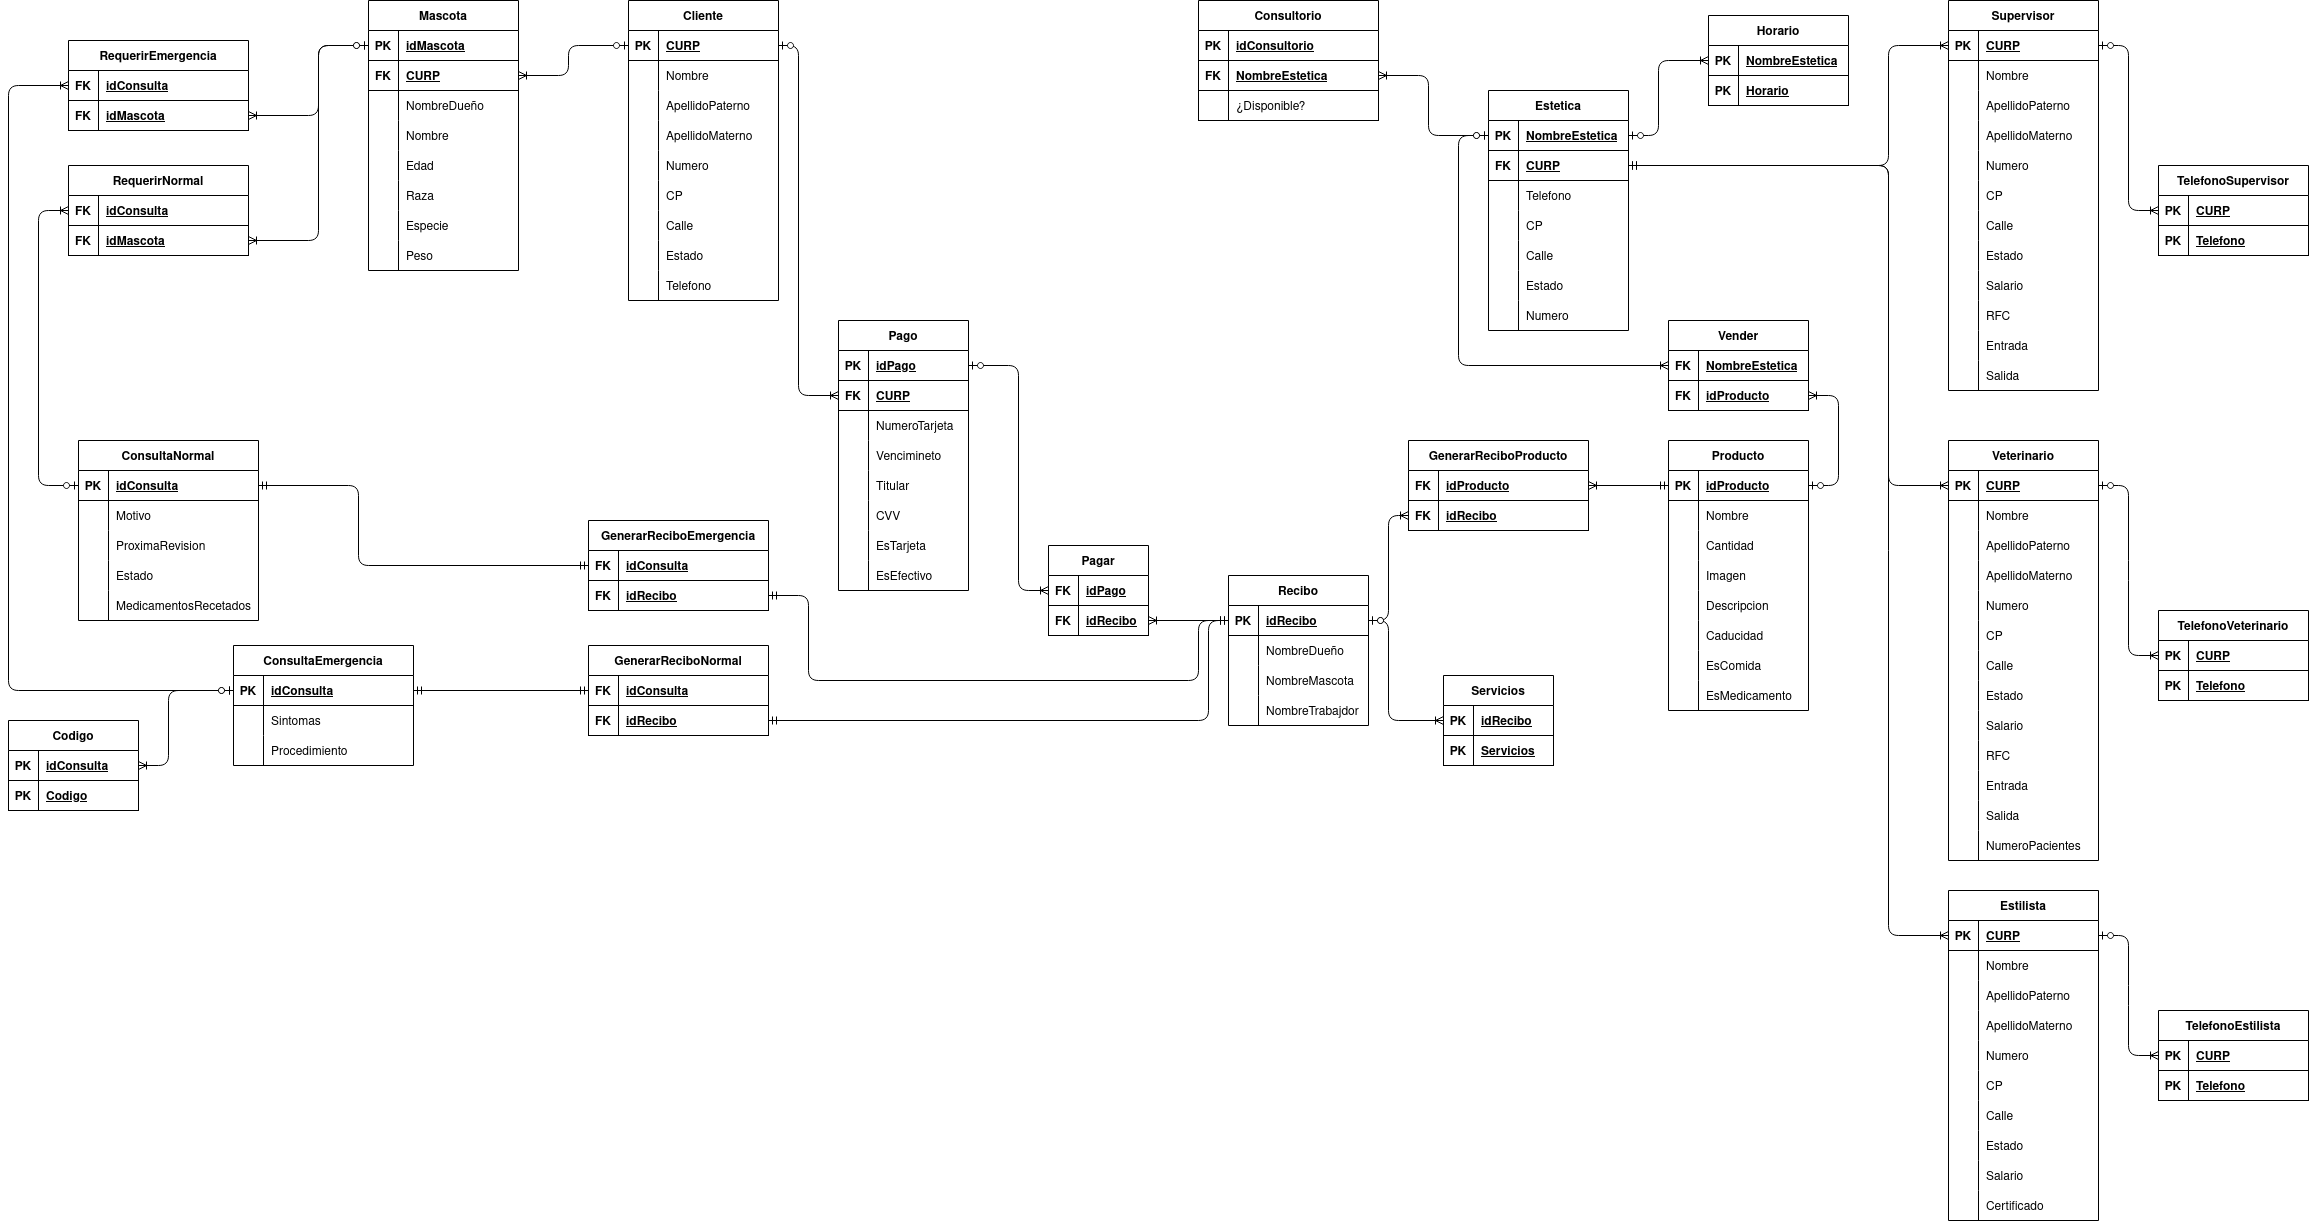 Mascota
PK idMascota
FK CURP
NombreDueño
Nombre
Edad
Raza
Especie
Peso
Cliente
PK CURP
Nombre
ApellidoPaterno
ApellidoMaterno
Numero
CP
Calle
Estado
Telefono
RequerirEmergencia
FK idConsulta
FK idMascota
RequerirNormal
FK idConsulta
FK idMascota
Consultorio
PK idConsultorio
FK NombreEstetica
¿Disponible?
Horario
PK NombreEstetica
PK Horario
Estetica
PK NombreEstetica
FK CURP
Telefono
CP
Calle
Estado
Numero
Supervisor
PK CURP
Nombre
ApellidoPaterno
ApellidoMaterno
Numero
CP
Calle
Estado
Salario
RFC
Entrada
Salida
TelefonoSupervisor
PK CURP
PK Telefono
Pago
PK idPago
FK CURP
NumeroTarjeta
Vencimineto
Titular
CVV
EsTarjeta
EsEfectivo
Vender
FK NombreEstetica
FK idProducto
ConsultaNormal
PK idConsulta
Motivo
ProximaRevision
Estado
MedicamentosRecetados
GenerarReciboEmergencia
FK idConsulta
FK idRecibo
Pagar
FK idPago
FK idRecibo
Recibo
PK idRecibo
NombreDueño
NombreMascota
NombreTrabajdor
GenerarReciboProducto
FK idProducto
FK idRecibo
Producto
PK idProducto
Nombre
Cantidad
Imagen
Descripcion
Caducidad
EsComida
EsMedicamento
Veterinario
PK CURP
Nombre
ApellidoPaterno
ApellidoMaterno
Numero
CP
Calle
Estado
Salario
RFC
Entrada
Salida
NumeroPacientes
TelefonoVeterinario
PK CURP
PK Telefono
ConsultaEmergencia
PK idConsulta
Sintomas
Procedimiento
GenerarReciboNormal
FK idConsulta
FK idRecibo
Servicios
PK idRecibo
PK Servicios
Codigo
PK idConsulta
PK Codigo
Estilista
PK CURP
Nombre
ApellidoPaterno
ApellidoMaterno
Numero
CP
Calle
Estado
Salario
Certificado
TelefonoEstilista
PK CURP
PK Telefono